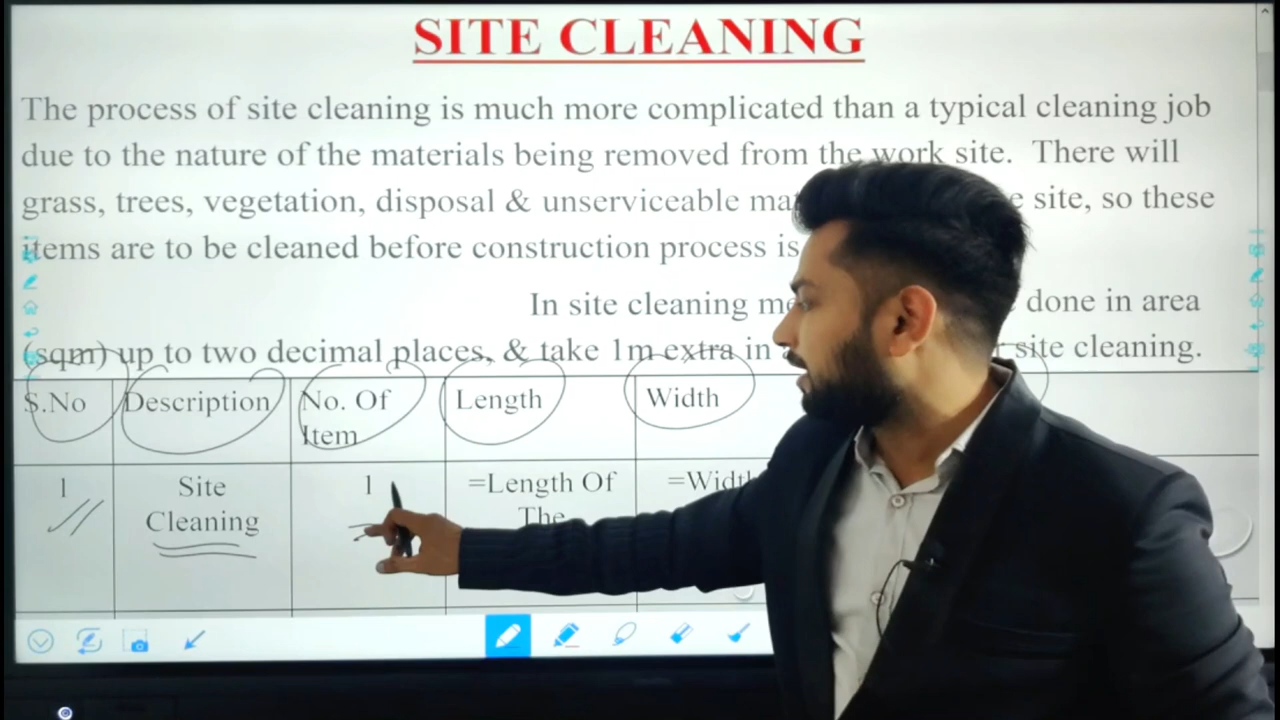 SITE CLEANING
The process of site cleaning is much more complicated than a typical cleaning job
due to the nature of the materials being removed from the work site. There will
grass, trees, vegetation, disposal & unserviceable site, so these
items are to be cleaned before construction process is
In site cleaning done in area
(sqm) up to two decimal places, & take 1m extra in site cleaning.
S.No Description No. Of Item Length Width
1 Site Cleaning 1 =Length Of The =Width